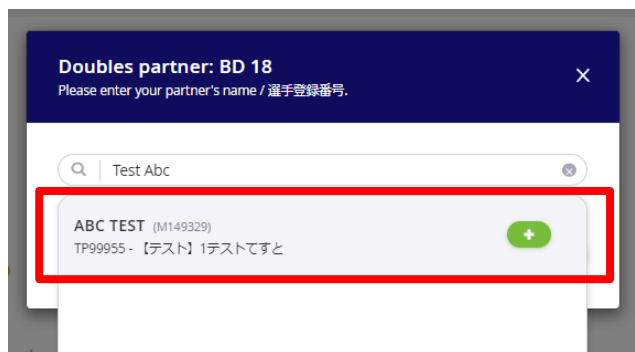 Doubles partner: BD 18
Please enter your partner's name / 選手登録番号.
Test Abc
ABC TEST (M149329)
TP99955 - 【テスト】1テストてすと